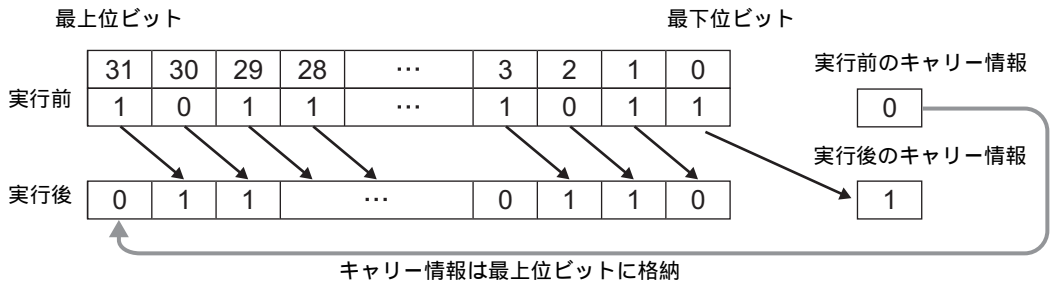 最上位ビット 最下位ビット
31 30 29 28 … 3 2 1 0
実行前のキャリー情報
実行前 1 0 1 1 … 1 0 1 1
0
実行後のキャリー情報
実行後 0 1 1 … 0 1 1 0
1
キャリー情報は最上位ビットに格納